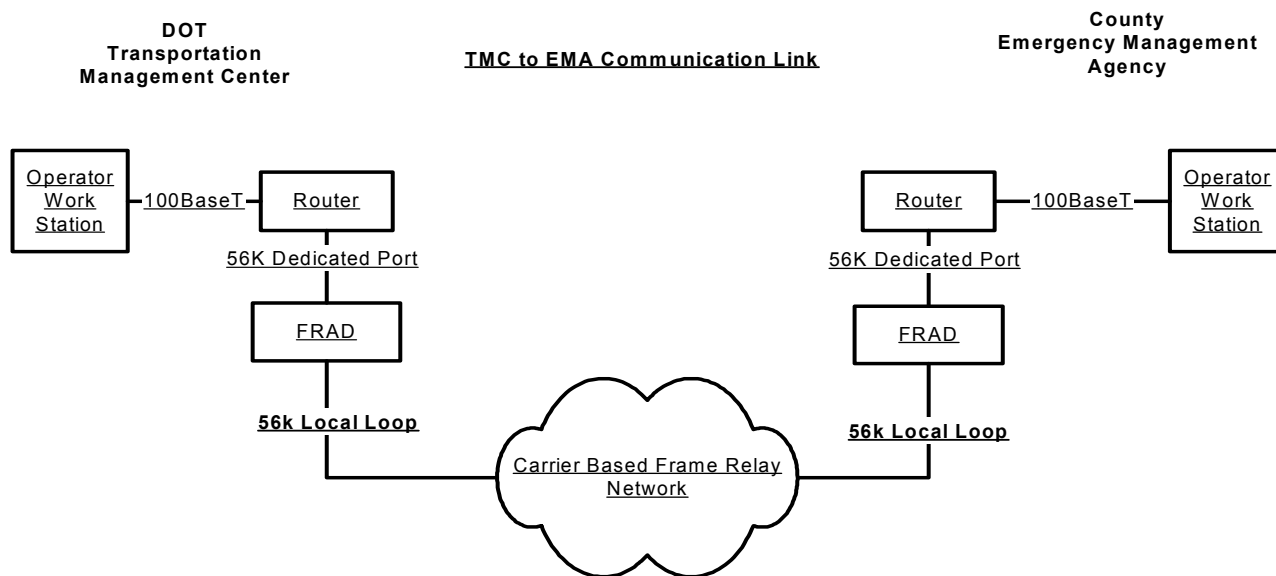 DOT
Transportation
Management Center
TMC to EMA Communication Link
County
Emergency Management
Agency
Operator
Work
Station
100BaseT
Router
Router
100BaseT
Operator
Work
Station
56K Dedicated Port
56K Dedicated Port
FRAD
FRAD
56k Local Loop
56k Local Loop
Carrier Based Frame Relay
Network